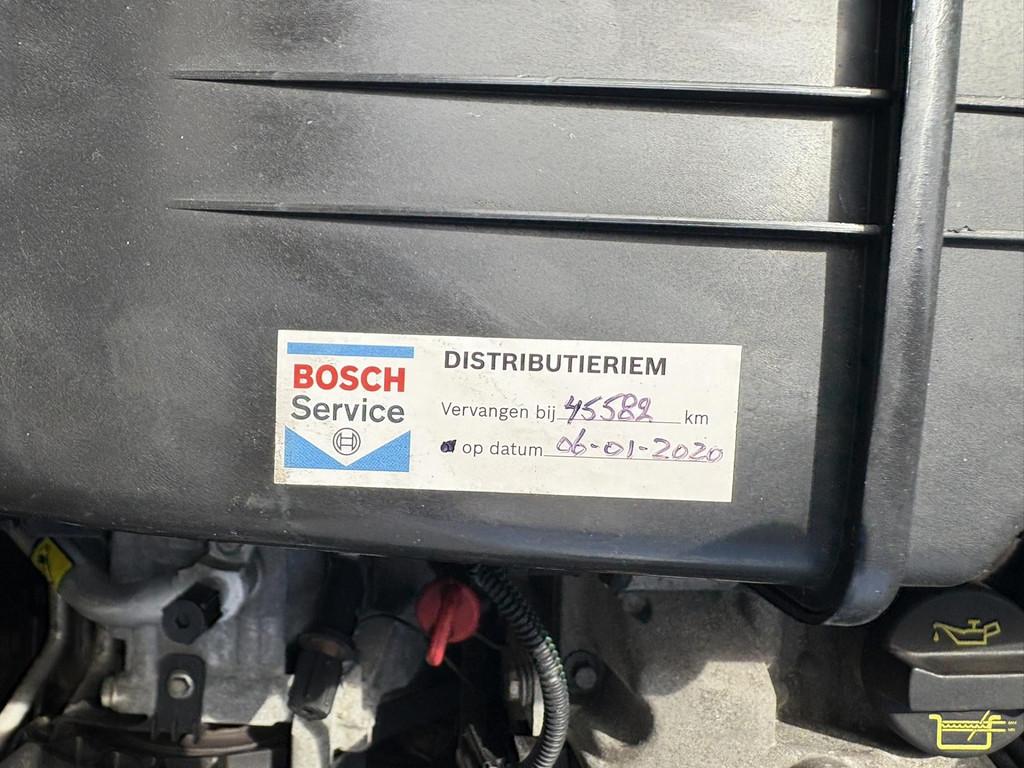 BOSCH
Service
DISTRIBUTIERIEM
Vervangen bij 45582 km
op datum 06-01-2020